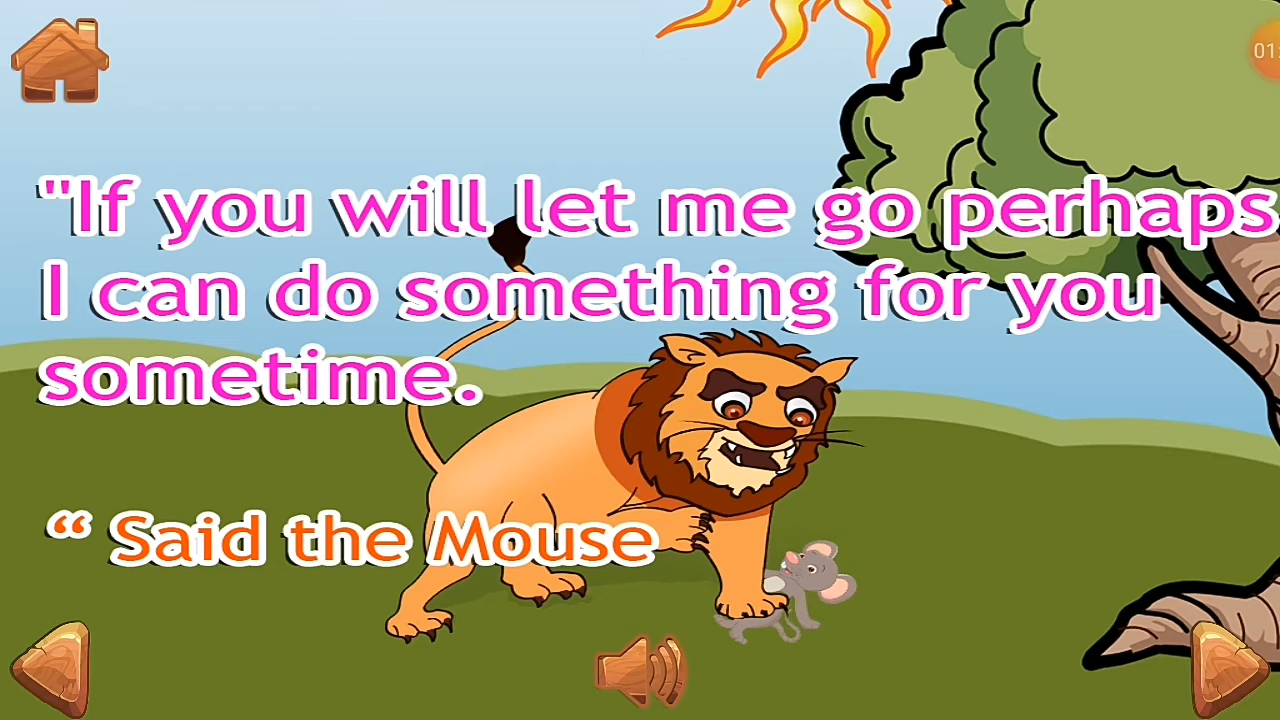 "If you will let me go perhaps
I can do something for you
sometime.
“ Said the Mouse